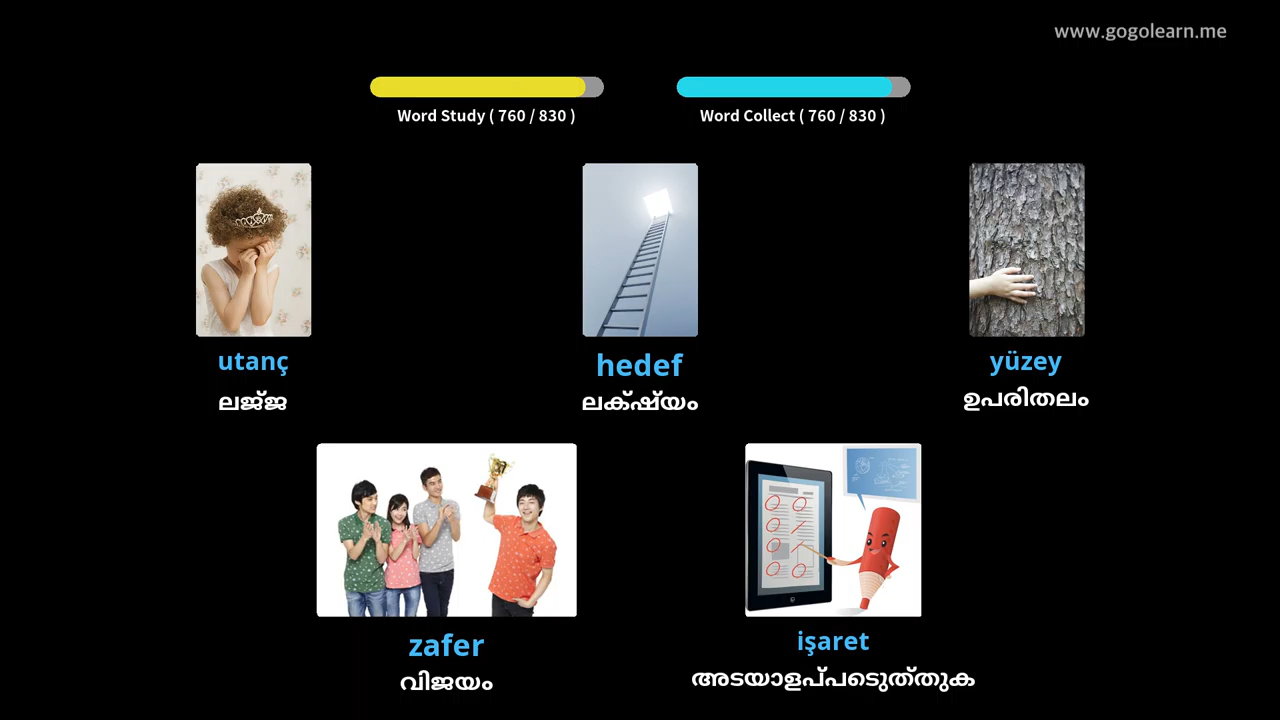 www.gogolearn.me
Word Study ( 760 / 830 )
Word Collect ( 760 / 830 )
utanç
ലജ്ജ
hedef
ലക്ഷ്യം
yüzey
ഉപരിതലം
zafer
വിജയം
işaret
അടയാളപ്പടെുത്തുക